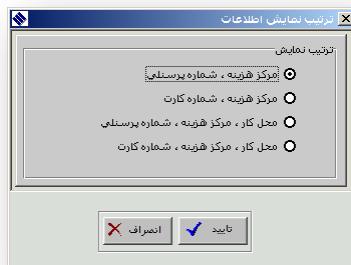 ترتیب نمایش اطلاعات
ترتیب نمایش
مرکز هزینه ، شماره پرسنلی
مرکز هزینه ، شماره کارت
محل کار ، مرکز هزینه ، شماره پرسنلی
محل کار ، مرکز هزینه ، شماره کارت
تایید انصراف